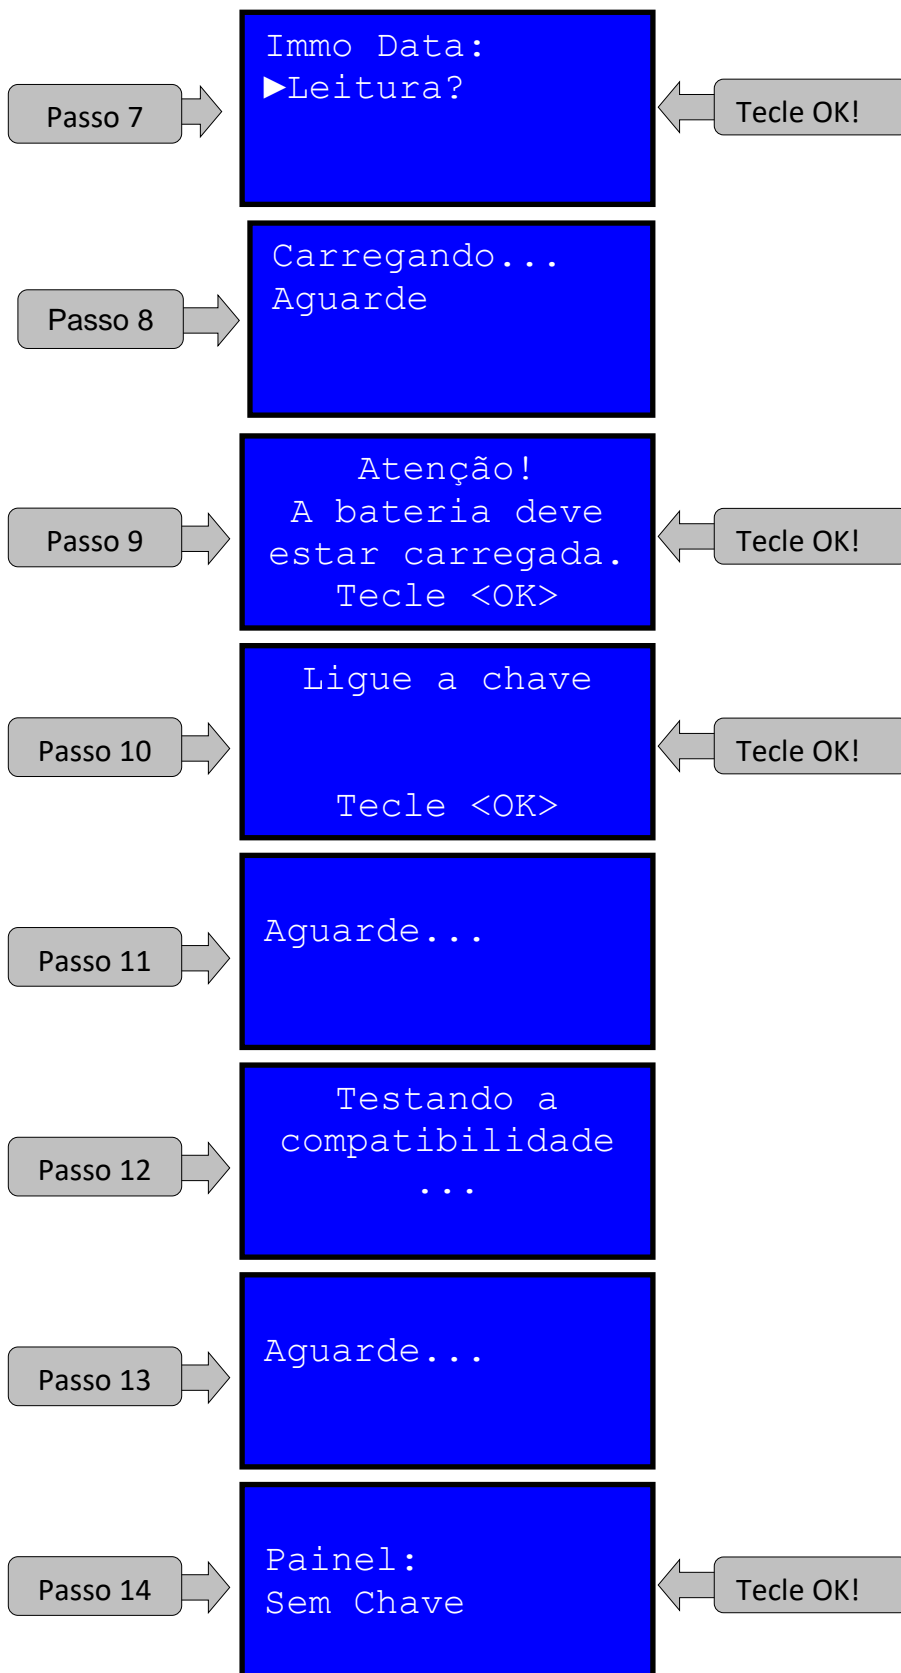 Immo Data:
►Leitura?
Passo 7
Tecle OK!
Carregando...
Aguarde
Passo 8
Atenção!
A bateria deve
estar carregada.
Tecle <OK>
Passo 9
Tecle OK!
Ligue a chave
Tecle <OK>
Passo 10
Tecle OK!
Aguarde...
Passo 11
Testando a
compatibilidade
...
Passo 12
Aguarde...
Passo 13
Painel:
Sem Chave
Passo 14
Tecle OK!